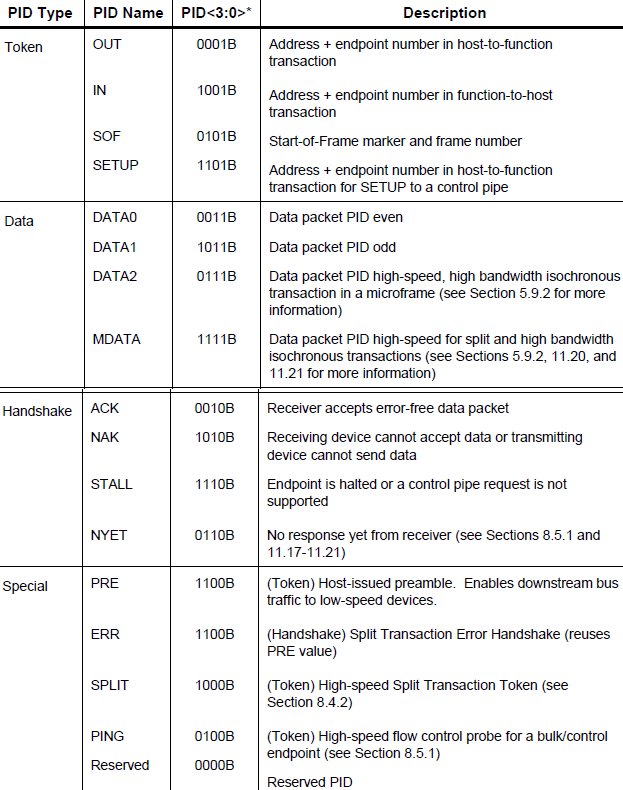 PID Type PID Name PID<3:0>* Description
Token OUT 0001B Address + endpoint number in host-to-function
transaction
IN 1001B Address + endpoint number in function-to-host
transaction
SOF 0101B Start-of-Frame marker and frame number
SETUP 1101B Address + endpoint number in host-to-function
transaction for SETUP to a control pipe
Data DATA0 0011B Data packet PID even
DATA1 1011B Data packet PID odd
DATA2 0111B Data packet PID high-speed, high bandwidth isochronous
transaction in a microframe (see Section 5.9.2 for more
information)
MDATA 1111B Data packet PID high-speed for split and high bandwidth
isochronous transactions (see Sections 5.9.2, 11.20, and
11.21 for more information)
Handshake ACK 0010B Receiver accepts error-free data packet
NAK 1010B Receiving device cannot accept data or transmitting
device cannot send data
STALL 1110B Endpoint is halted or a control pipe request is not
supported
NYET 0110B No response yet from receiver (see Sections 8.5.1 and
11.17-11.21)
Special PRE 1100B (Token) Host-issued preamble. Enables downstream bus
traffic to low-speed devices.
ERR 1100B (Handshake) Split Transaction Error Handshake (reuses
PRE value)
SPLIT 1000B (Token) High-speed Split Transaction Token (see
Section 8.4.2)
PING 0100B (Token) High-speed flow control probe for a bulk/control
endpoint (see Section 8.5.1)
Reserved 0000B
Reserved PID